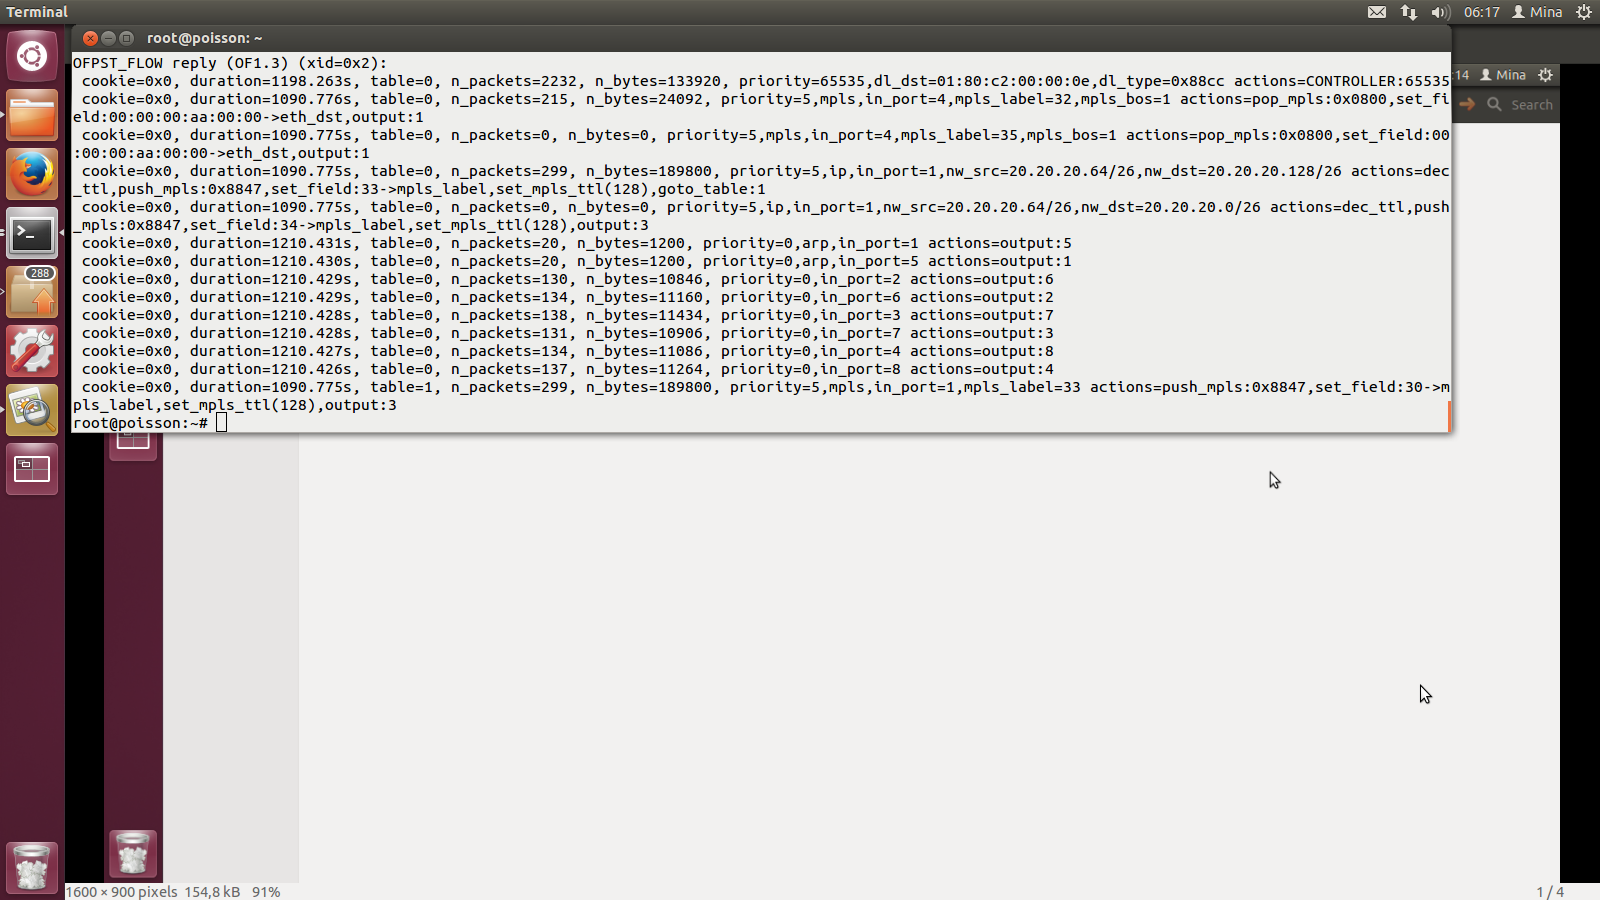 Terminal
06:17 Mina
root@poisson: ~
OFPST_FLOW reply (OF1.3) (xid=0x2):
cookie=0x0, duration=1198.263s, table=0, n_packets=2232, n_bytes=133920, priority=65535,dl_dst=01:80:c2:00:00:0e,dl_type=0x88cc actions=CONTROLLER:65535
cookie=0x0, duration=1090.776s, table=0, n_packets=215, n_bytes=24092, priority=5,mpls,in_port=4,mpls_label=32,mpls_bos=1 actions=pop_mpls:0x0800,set_fi
eld:00:00:00:aa:00:00->eth_dst,output:1
cookie=0x0, duration=1090.775s, table=0, n_packets=0, n_bytes=0, priority=5,mpls,in_port=4,mpls_label=35,mpls_bos=1 actions=pop_mpls:0x0800,set_field:00
:00:00:aa:00:00->eth_dst,output:1
cookie=0x0, duration=1090.775s, table=0, n_packets=299, n_bytes=189800, priority=5,ip,in_port=1,nw_src=20.20.20.64/26,nw_dst=20.20.20.128/26 actions=dec
_ttl,push_mpls:0x8847,set_field:33->mpls_label,set_mpls_ttl(128),goto_table:1
cookie=0x0, duration=1090.775s, table=0, n_packets=0, n_bytes=0, priority=5,ip,in_port=1,nw_src=20.20.20.64/26,nw_dst=20.20.20.0/26 actions=dec_ttl,push
_mpls:0x8847,set_field:34->mpls_label,set_mpls_ttl(128),output:3
cookie=0x0, duration=1210.431s, table=0, n_packets=20, n_bytes=1200, priority=0,arp,in_port=1 actions=output:5
cookie=0x0, duration=1210.430s, table=0, n_packets=20, n_bytes=1200, priority=0,arp,in_port=5 actions=output:1
cookie=0x0, duration=1210.429s, table=0, n_packets=130, n_bytes=10846, priority=0,in_port=2 actions=output:6
cookie=0x0, duration=1210.429s, table=0, n_packets=134, n_bytes=11160, priority=0,in_port=6 actions=output:2
cookie=0x0, duration=1210.428s, table=0, n_packets=138, n_bytes=11434, priority=0,in_port=3 actions=output:7
cookie=0x0, duration=1210.428s, table=0, n_packets=131, n_bytes=10906, priority=0,in_port=7 actions=output:3
cookie=0x0, duration=1210.427s, table=0, n_packets=134, n_bytes=11086, priority=0,in_port=4 actions=output:8
cookie=0x0, duration=1210.426s, table=0, n_packets=137, n_bytes=11264, priority=0,in_port=8 actions=output:4
cookie=0x0, duration=1090.775s, table=1, n_packets=299, n_bytes=189800, priority=5,mpls,in_port=1,mpls_label=33 actions=push_mpls:0x8847,set_field:30->m
pls_label,set_mpls_ttl(128),output:3
root@poisson:~#
:14 Mina
Search
288
1600 × 900 pixels 154,8 kB 91%
1 / 4